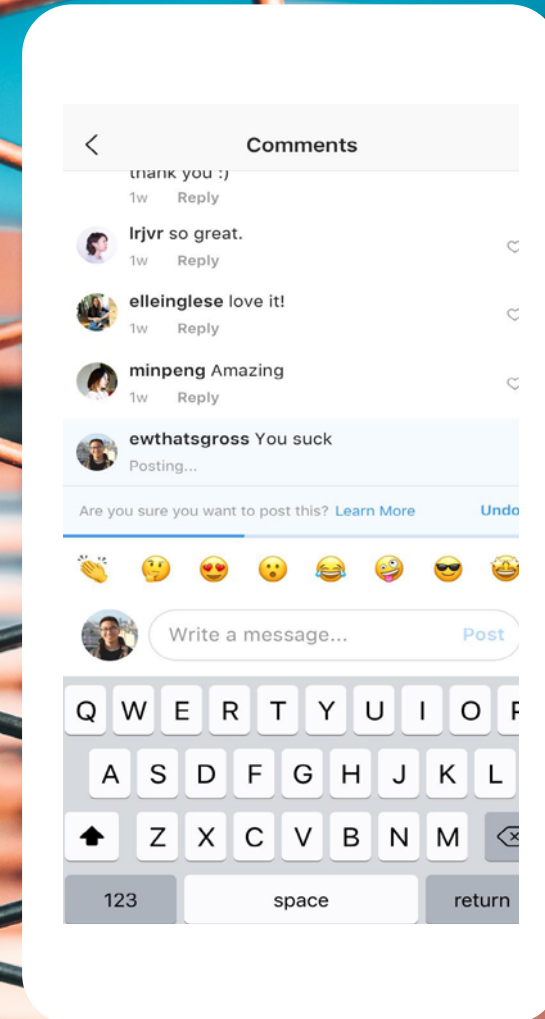 Comments
thank you :)
1w Reply
lrjvr so great.
1w Reply
elleinglese love it!
1w Reply
minpeng Amazing
1w Reply
ewthatsgross You suck
Posting...
Are you sure you want to post this? Learn More Undo
Write a message... Post
Q W E R T Y U I O P
A S D F G H J K L
Z X C V B N M
123 space return